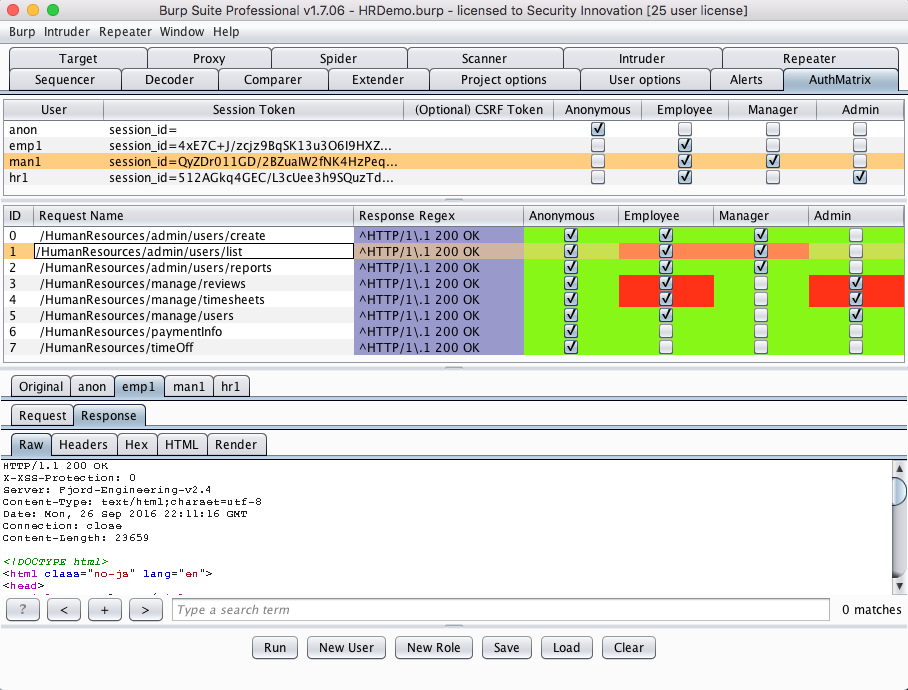 Burp Suite Professional v1.7.06 - HRDemo.burp - licensed to Security Innovation [25 user license]
Burp Intruder Repeater Window Help
Target Proxy Spider Scanner Intruder Repeater
Sequencer Decoder Comparer Extender Project options User options Alerts AuthMatrix
User Session Token (Optional) CSRF Token Anonymous Employee Manager Admin
anon session_id=
emp1 session_id=4xE7C+J/zcjz9BqSK13u3O6I9HXZ...
man1 session_id=QyZDr011GD/2BZuaIW2fNK4HzPeq...
hr1 session_id=512AGkq4GEC/L3cUee3h9SQuzTd...
ID Request Name Response Regex Anonymous Employee Manager Admin
0 /HumanResources/admin/users/create ^HTTP/1\.1 200 OK
1 /HumanResources/admin/users/list ^HTTP/1\.1 200 OK
2 /HumanResources/admin/users/reports ^HTTP/1\.1 200 OK
3 /HumanResources/manage/reviews ^HTTP/1\.1 200 OK
4 /HumanResources/manage/timesheets ^HTTP/1\.1 200 OK
5 /HumanResources/manage/users ^HTTP/1\.1 200 OK
6 /HumanResources/paymentInfo ^HTTP/1\.1 200 OK
7 /HumanResources/timeOff ^HTTP/1\.1 200 OK
Original anon emp1 man1 hr1
Request Response
Raw Headers Hex HTML Render
HTTP/1.1 200 OK
X-XSS-Protection: 0
Server: Fjord-Engineering-v2.4
Content-Type: text/html;charset=utf-8
Date: Mon, 26 Sep 2016 22:11:16 GMT
Connection: close
Content-Length: 23659
<!DOCTYPE html>
<html class="no-js" lang="en">
<head>
? < + > Type a search term 0 matches
Run New User New Role Save Load Clear